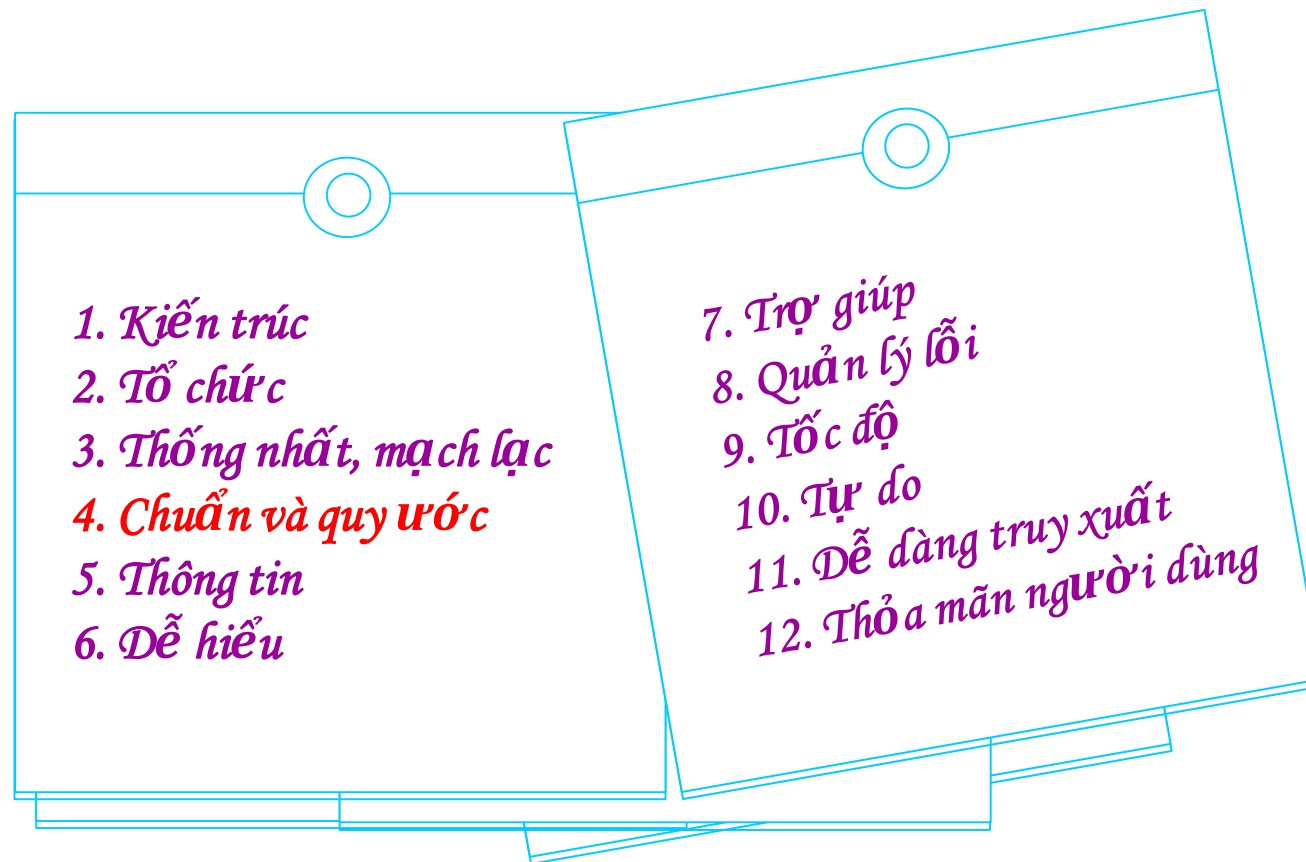 1. Kiến trúc
2. Tổ chức
3. Thống nhất, mạch lạc
4. Chuẩn và quy ước
5. Thông tin
6. Dễ hiểu
7. Trợ giúp
8. Quản lý lỗi
9. Tốc độ
10. Tự do
11. Dễ dàng truy xuất
12. Thỏa mãn người dùng